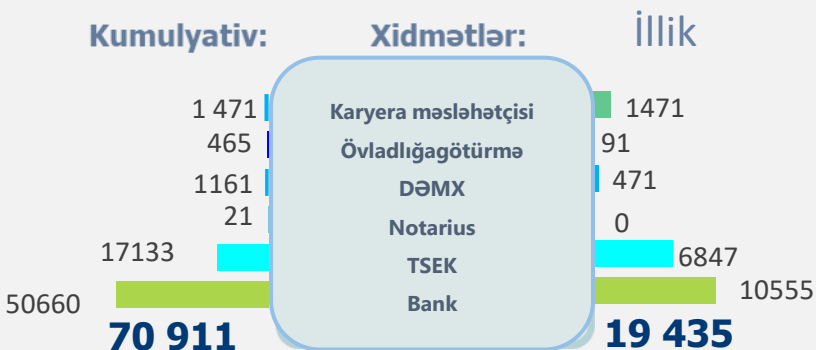 Kumulyativ: Xidmətlər: İllik
1 471 Karyera məsləhətçisi 1471
465 Övladlığagötürmə 91
1161 DƏMX 471
21 Notarius 0
17133 TSEK 6847
50660 Bank 10555
70 911 19 435